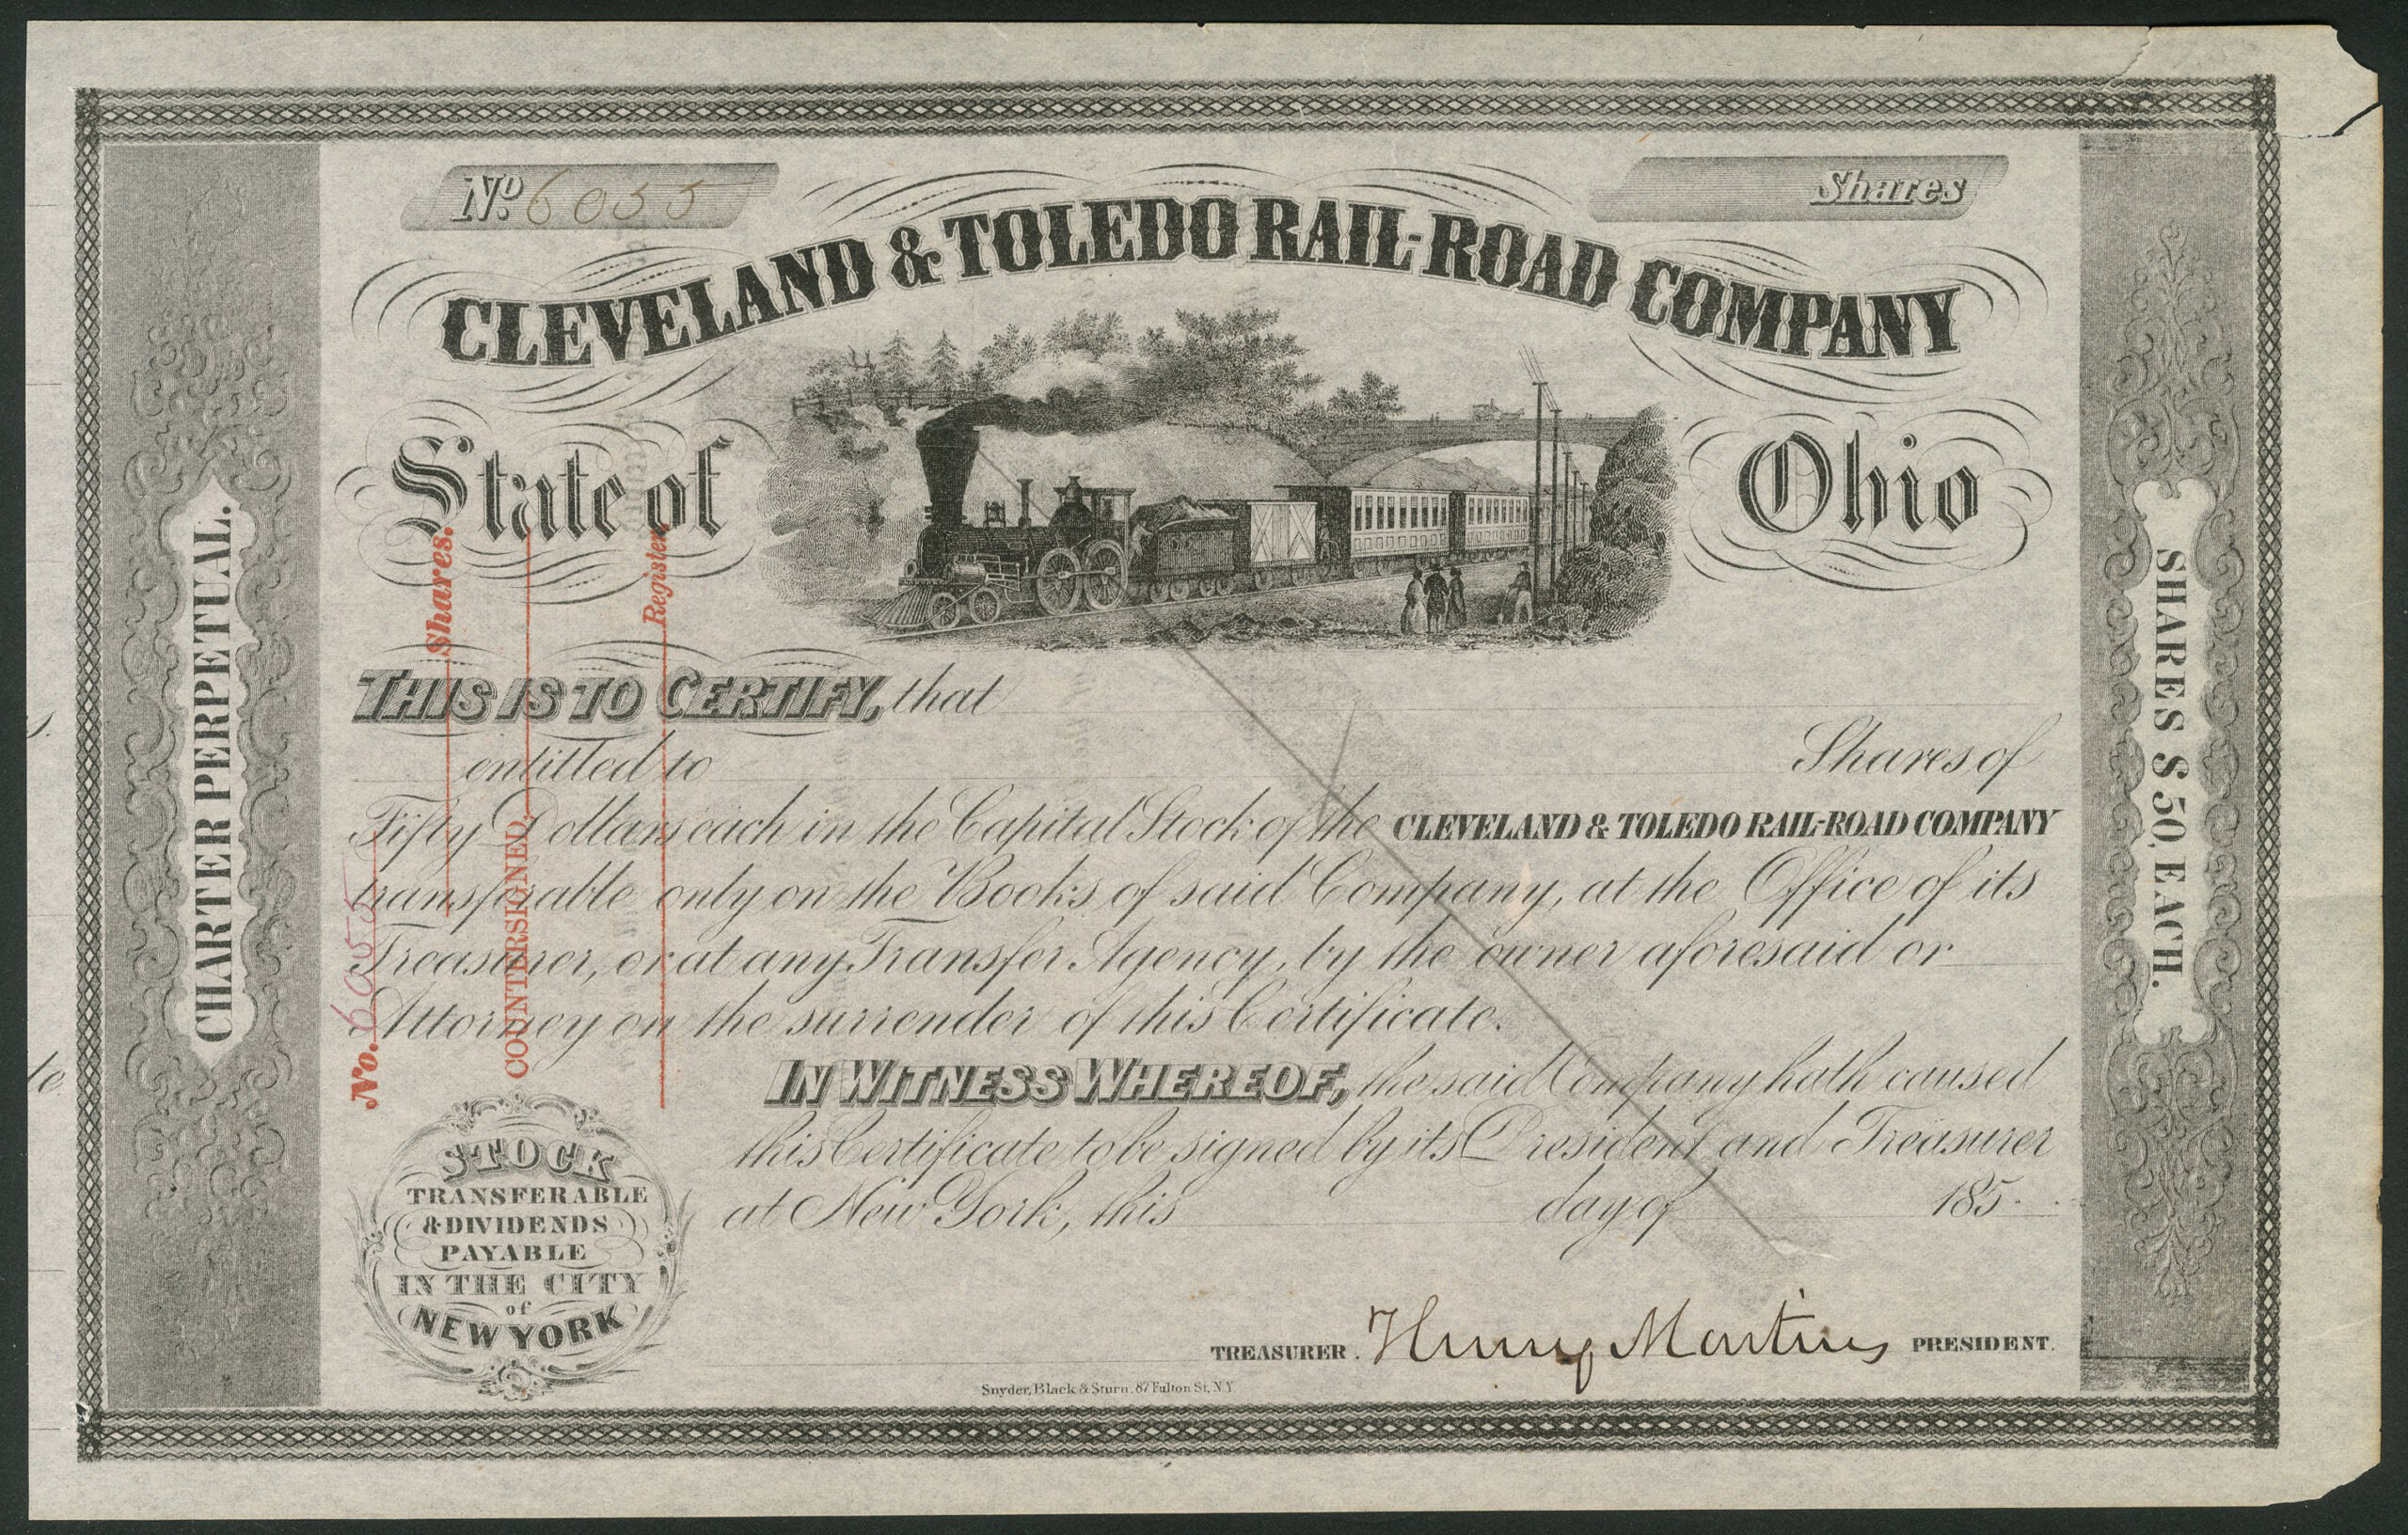 No. 6055
Shares
CLEVELAND & TOLEDO RAIL-ROAD COMPANY
State of Ohio
THIS IS TO CERTIFY, that
entitled to Shares of
Fifty Dollars each in the Capital Stock of the CLEVELAND & TOLEDO RAIL-ROAD COMPANY
transferable only on the Books of said Company, at the Office of its
Treasurer, or at any Transfer Agency, by the owner aforesaid or
Attorney on the surrender of this Certificate.
IN WITNESS WHEREOF, the said Company hath caused
this Certificate to be signed by its President and Treasurer
at New York, this day of 185
TREASURER. Henry Martin PRESIDENT.
Snyder, Black & Sturn, 87 Fulton St, N.Y
STOCK
TRANSFERABLE
& DIVIDENDS
PAYABLE
IN THE CITY
of
NEW YORK
CHARTER PERPETUAL.
SHARES $50, EACH.
No. 6055
Shares.
COUNTERSIGNED,
Register